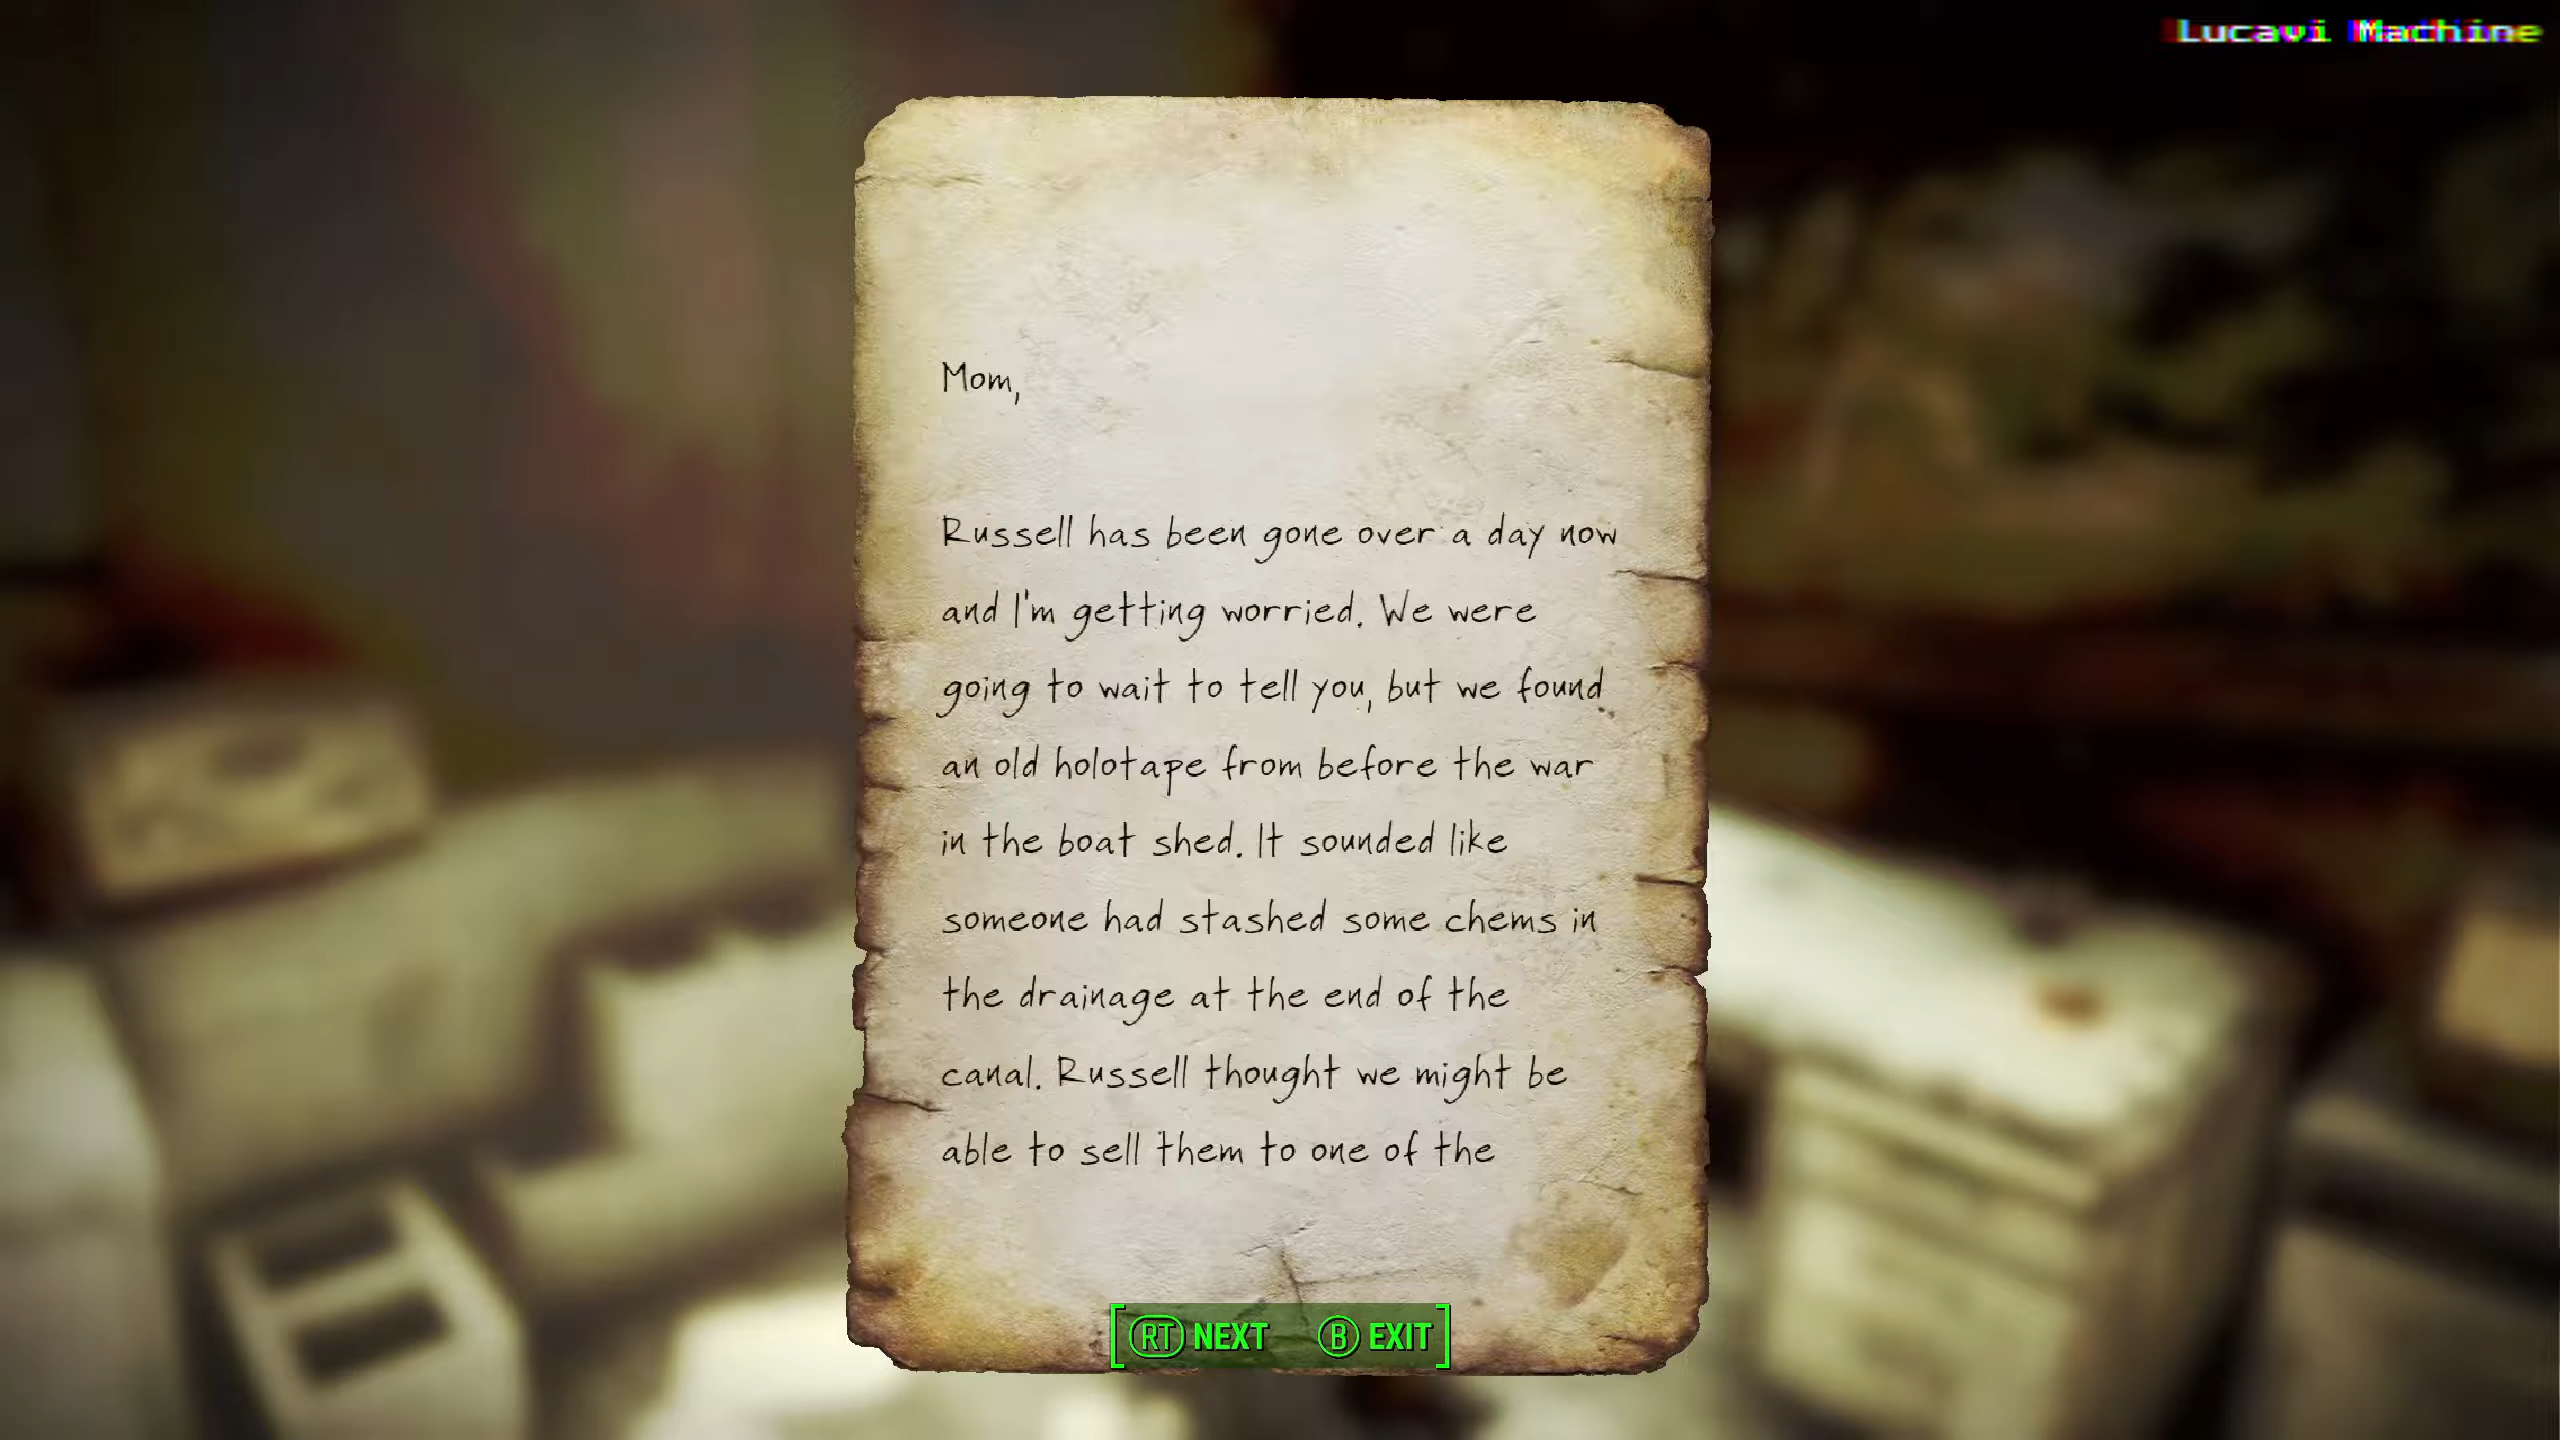 Lucavi Machine
Mom,
Russell has been gone over a day now
and I'm getting worried. We were
going to wait to tell you, but we found
an old holotape from before the war
in the boat shed. It sounded like
someone had stashed some chems in
the drainage at the end of the
canal. Russell thought we might be
able to sell them to one of the
RT NEXT B EXIT